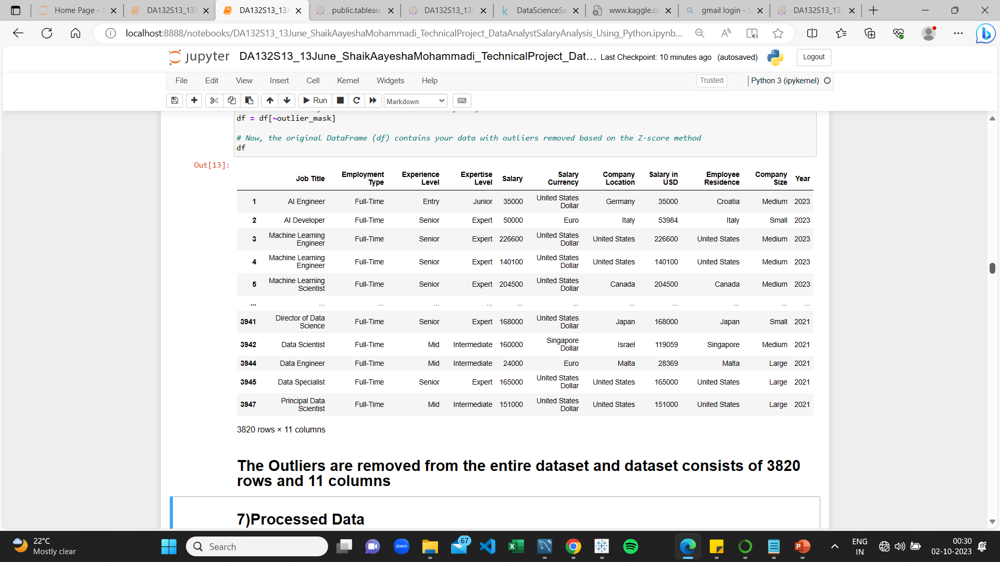 Home Page - S
DA132S13_13J
DA132S13_13J
public.tableau.
DA132S13_13J
DataScienceSa
www.kaggle.co
gmail login - S
DA132S13_13J
localhost:8888/notebooks/DA132S13_13June_ShaikAayeshaMohammadi_TechnicalProject_DataAnalystSalaryAnalysis_Using_Python.ipynb...
jupyter DA132S13_13June_ShaikAayeshaMohammadi_TechnicalProject_Dat... Last Checkpoint: 10 minutes ago (autosaved) Logout
File Edit View Insert Cell Kernel Widgets Help Trusted Python 3 (ipykernel)
Run Markdown
df = df[~outlier_mask]
# Now, the original DataFrame (df) contains your data with outliers removed based on the Z-score method
df
Out[13]:
Job Title Employment Type Experience Level Expertise Level Salary Salary Currency Company Location Salary in USD Employee Residence Company Size Year
1 AI Engineer Full-Time Entry Junior 35000 United States Dollar Germany 35000 Croatia Medium 2023
2 AI Developer Full-Time Senior Expert 50000 Euro Italy 53984 Italy Small 2023
3 Machine Learning Engineer Full-Time Senior Expert 226600 United States Dollar United States 226600 United States Medium 2023
4 Machine Learning Engineer Full-Time Senior Expert 140100 United States Dollar United States 140100 United States Medium 2023
5 Machine Learning Scientist Full-Time Senior Expert 204500 United States Dollar Canada 204500 Canada Medium 2023
... ... ... ... ... ... ... ... ... ... ... ...
3941 Director of Data Science Full-Time Senior Expert 168000 United States Dollar Japan 168000 Japan Small 2021
3942 Data Scientist Full-Time Mid Intermediate 160000 Singapore Dollar Israel 119059 Singapore Medium 2021
3944 Data Engineer Full-Time Mid Intermediate 24000 Euro Malta 28369 Malta Large 2021
3945 Data Specialist Full-Time Senior Expert 165000 United States Dollar United States 165000 United States Large 2021
3947 Principal Data Scientist Full-Time Mid Intermediate 151000 United States Dollar United States 151000 United States Large 2021
3820 rows × 11 columns
The Outliers are removed from the entire dataset and dataset consists of 3820
rows and 11 columns
7)Processed Data
22°C
Mostly clear
Search
zoom
67
ENG
IN
00:30
02-10-2023